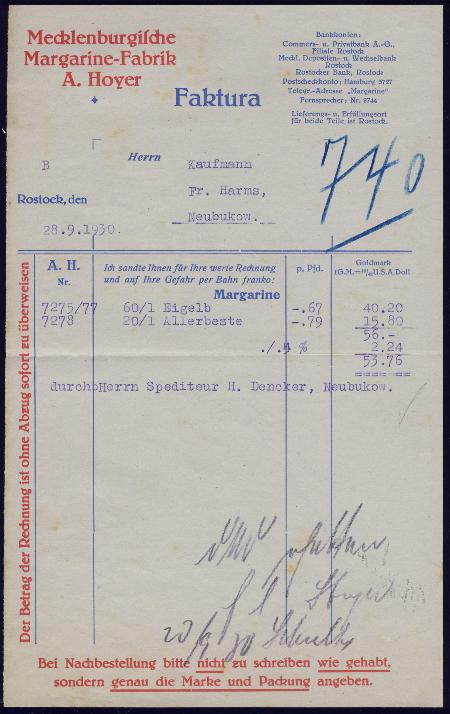 Mecklenburgische
Margarine-Fabrik
A. Hoyer
Faktura
Bankkonten:
Commers- u. Privatbank A.-G.,
Filiale Rostock
Meckl. Depositen- u. Wechselbank
Rostock
Rostocker Bank, Rostock
Postscheckkonto: Hamburg 3727
Telegr.-Adresse „Margarine"
Fernsprecher: Nr. 2744
Lieferungs- u. Erfüllungsort
für beide Teile ist Rostock.
740
B Herrn Kaufmann
Fr. Harms,
Rostock, den Neubukow.
28.9.1930.
A. H.
Nr.
Ich sandte Ihnen für Ihre werte Rechnung
und auf Ihre Gefahr per Bahn franko:
Margarine
p. Pfd.
Goldmark
U.S.A.Doll
7275/77 60/1 Eigelb -.67 40.20
7278 20/1 Allerbeste -.79 15.80
56.-
./.4 % 2.24
53.76
durch Herrn Spediteur H. Dencker, Neubukow.
Der Betrag der Rechnung ist ohne Abzug sofort zu überweisen
Bei Nachbestellung bitte nicht zu schreiben wie gehabt,
sondern genau die Marke und Packung angeben.